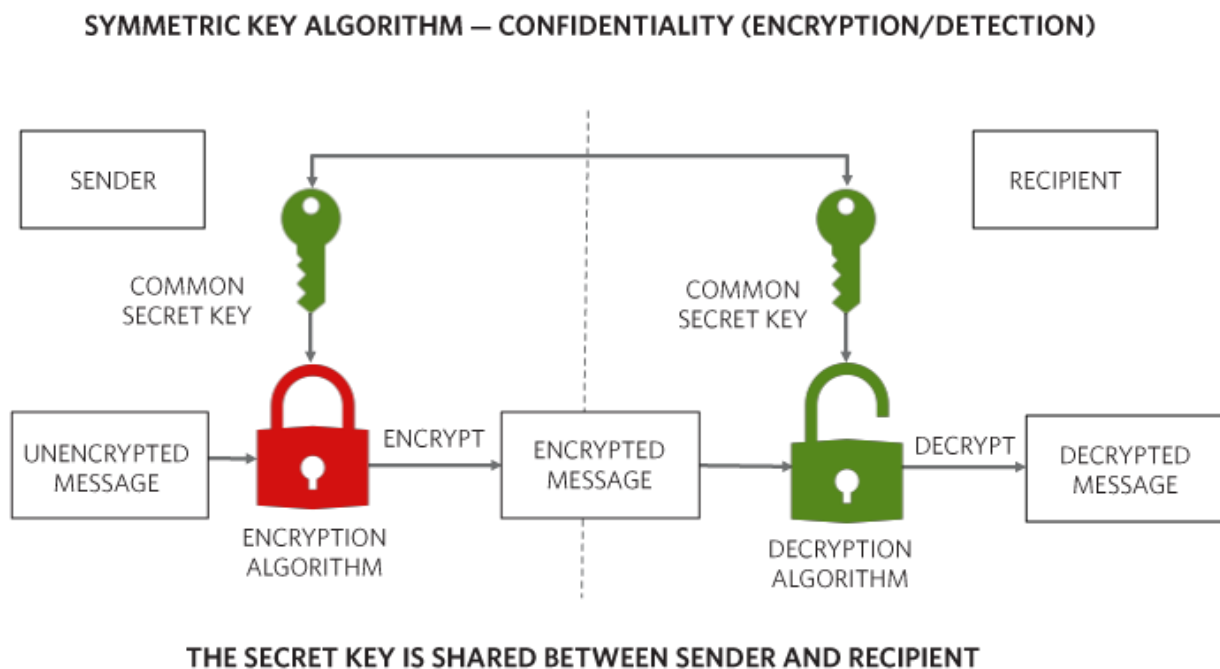 SYMMETRIC KEY ALGORITHM — CONFIDENTIALITY (ENCRYPTION/DETECTION)
SENDER
RECIPIENT
COMMON
SECRET KEY
COMMON
SECRET KEY
UNENCRYPTED
MESSAGE
ENCRYPT
ENCRYPTED
MESSAGE
DECRYPT
DECRYPTED
MESSAGE
ENCRYPTION
ALGORITHM
DECRYPTION
ALGORITHM
THE SECRET KEY IS SHARED BETWEEN SENDER AND RECIPIENT